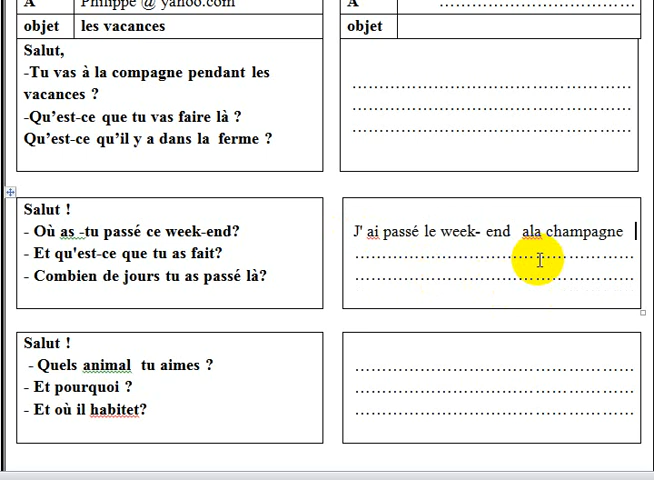 A Philippe @ yahoo.com A ........................................
objet les vacances objet
Salut,
-Tu vas à la compagne pendant les
vacances ?
-Qu’est-ce que tu vas faire là ?
Qu’est-ce qu’il y a dans la ferme ?
Salut !
- Où as -tu passé ce week-end?
- Et qu'est-ce que tu as fait?
- Combien de jours tu as passé là?
J' ai passé le week- end ala champagne
Salut !
- Quels animal tu aimes ?
- Et pourquoi ?
- Et où il habitet?